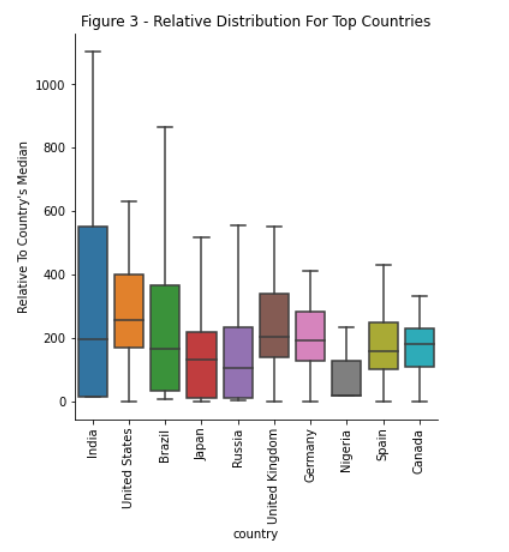 Figure 3 - Relative Distribution For Top Countries
Relative To Country's Median
1000
800
600
400
200
0
India
United States
Brazil
Japan
Russia
United Kingdom
Germany
Nigeria
Spain
Canada
country